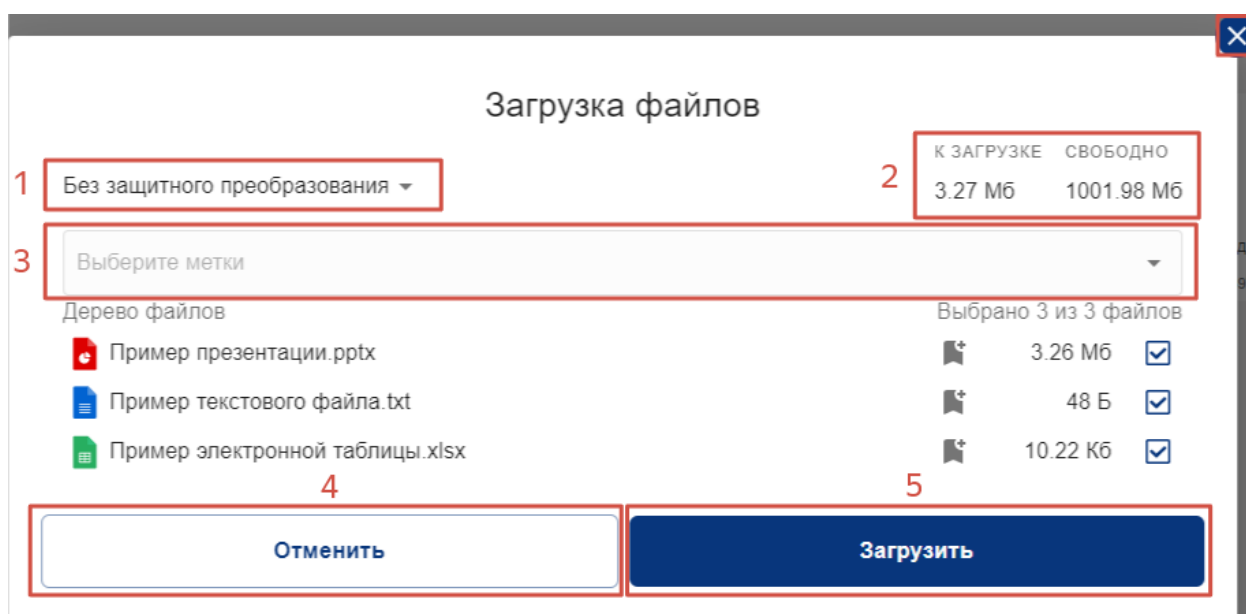 Загрузка файлов
К ЗАГРУЗКЕ СВОБОДНО
1 Без защитного преобразования 2 3.27 Мб 1001.98 Мб
3 Выберите метки
Дерево файлов Выбрано 3 из 3 файлов
Пример презентации.pptx 3.26 Мб
Пример текстового файла.txt 48 Б
Пример электронной таблицы.xlsx 10.22 Кб
4 5
Отменить Загрузить